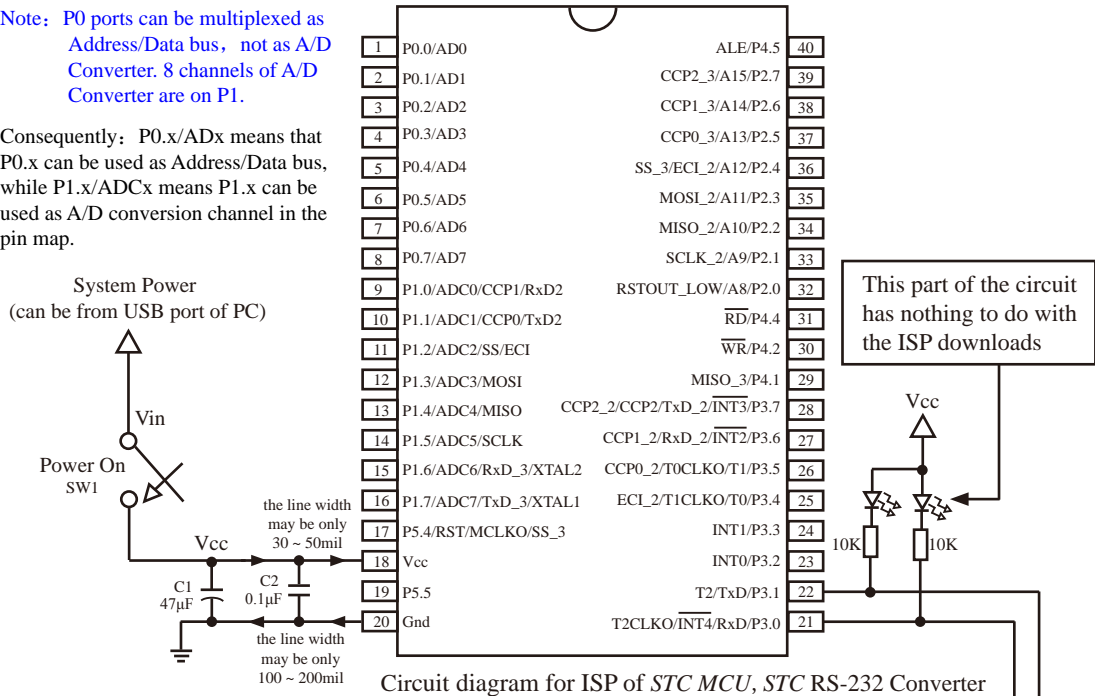 Note：P0 ports can be multiplexed as
Address/Data bus，not as A/D
Converter. 8 channels of A/D
Converter are on P1.
Consequently：P0.x/ADx means that
P0.x can be used as Address/Data bus,
while P1.x/ADCx means P1.x can be
used as A/D conversion channel in the
pin map.
System Power
(can be from USB port of PC)
Vin
Power On
SW1
the line width
may be only
30 ~ 50mil
Vcc
C1
47μF
C2
0.1μF
the line width
may be only
100 ~ 200mil
1 P0.0/AD0
2 P0.1/AD1
3 P0.2/AD2
4 P0.3/AD3
5 P0.4/AD4
6 P0.5/AD5
7 P0.6/AD6
8 P0.7/AD7
9 P1.0/ADC0/CCP1/RxD2
10 P1.1/ADC1/CCP0/TxD2
11 P1.2/ADC2/SS/ECI
12 P1.3/ADC3/MOSI
13 P1.4/ADC4/MISO
14 P1.5/ADC5/SCLK
15 P1.6/ADC6/RxD_3/XTAL2
16 P1.7/ADC7/TxD_3/XTAL1
17 P5.4/RST/MCLKO/SS_3
18 Vcc
19 P5.5
20 Gnd
ALE/P4.5 40
CCP2_3/A15/P2.7 39
CCP1_3/A14/P2.6 38
CCP0_3/A13/P2.5 37
SS_3/ECI_2/A12/P2.4 36
MOSI_2/A11/P2.3 35
MISO_2/A10/P2.2 34
SCLK_2/A9/P2.1 33
RSTOUT_LOW/A8/P2.0 32
RD/P4.4 31
WR/P4.2 30
MISO_3/P4.1 29
CCP2_2/CCP2/TxD_2/INT3/P3.7 28
CCP1_2/RxD_2/INT2/P3.6 27
CCP0_2/T0CLKO/T1/P3.5 26
ECI_2/T1CLKO/T0/P3.4 25
INT1/P3.3 24
INT0/P3.2 23
T2/TxD/P3.1 22
T2CLKO/INT4/RxD/P3.0 21
This part of the circuit
has nothing to do with
the ISP downloads
Vcc
10K
10K
Circuit diagram for ISP of STC MCU, STC RS-232 Converter